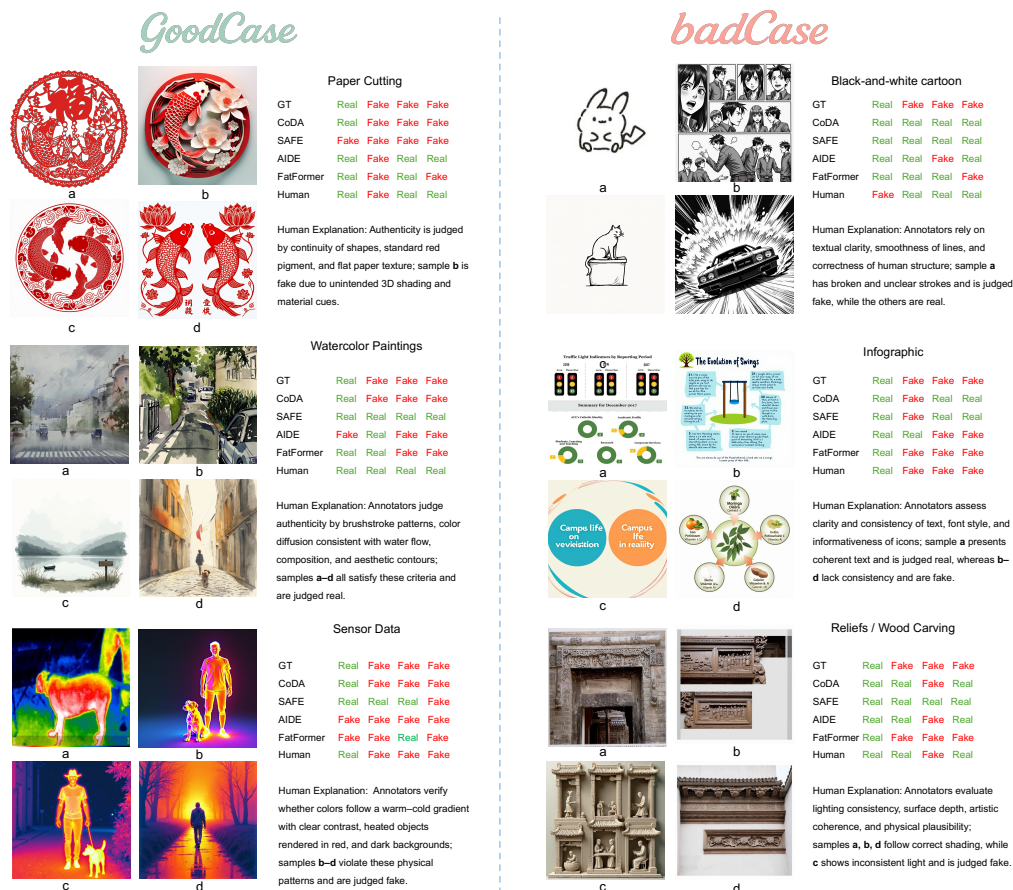 GoodCase
福
a
b
c
d
Paper Cutting
GT Real Fake Fake Fake
CoDA Real Fake Fake Fake
SAFE Fake Fake Fake Fake
AIDE Real Fake Real Real
FatFormer Real Fake Real Fake
Human Real Fake Real Real
Human Explanation: Authenticity is judged
by continuity of shapes, standard red
pigment, and flat paper texture; sample b is
fake due to unintended 3D shading and
material cues.
a
b
c
d
Watercolor Paintings
GT Real Fake Fake Fake
CoDA Real Fake Fake Fake
SAFE Real Real Real Real
AIDE Fake Real Fake Fake
FatFormer Real Real Fake Fake
Human Real Real Real Real
Human Explanation: Annotators judge
authenticity by brushstroke patterns, color
diffusion consistent with water flow,
composition, and aesthetic contours;
samples a–d all satisfy these criteria and
are judged real.
a
b
c
d
Sensor Data
GT Real Fake Fake Fake
CoDA Real Fake Fake Fake
SAFE Real Real Real Fake
AIDE Fake Fake Fake Fake
FatFormer Fake Fake Real Fake
Human Real Fake Fake Fake
Human Explanation: Annotators verify
whether colors follow a warm–cold gradient
with clear contrast, heated objects
rendered in red, and dark backgrounds;
samples b–d violate these physical
patterns and are judged fake.
badCase
a
b
Black-and-white cartoon
GT Real Fake Fake Fake
CoDA Real Real Real Real
SAFE Real Real Real Real
AIDE Real Real Fake Real
FatFormer Real Fake Real Real
Human Fake Real Real Real
Human Explanation: Annotators rely on
textual clarity, smoothness of lines, and
correctness of human structure; sample a
has broken and unclear strokes and is judged
fake, while the others are real.
Traffic Light Indicators by Reporting Period
Summary for December 2017
The Evolution of Swings
a
b
life
on
Campus
in
Moringa
c
d
Infographic
GT Real Fake Fake Fake
CoDA Real Fake Fake Fake
SAFE Real Fake Real Real
AIDE Real Real Fake Fake
FatFormer Real Fake Fake Fake
Human Real Fake Fake Fake
Human Explanation: Annotators assess
clarity and consistency of text, font style, and
informativeness of icons; sample a presents
coherent text and is judged real, whereas b–
d lack consistency and are fake.
a
b
c
d
Reliefs / Wood Carving
GT Real Fake Fake Fake
CoDA Real Real Fake Real
SAFE Real Real Real Real
AIDE Real Real Fake Real
FatFormer Real Real Fake Fake
Human Real Real Fake Real
Human Explanation: Annotators evaluate
lighting consistency, surface depth, artistic
coherence, and physical plausibility;
samples a, b, d follow correct shading, while
c shows inconsistent light and is judged fake.